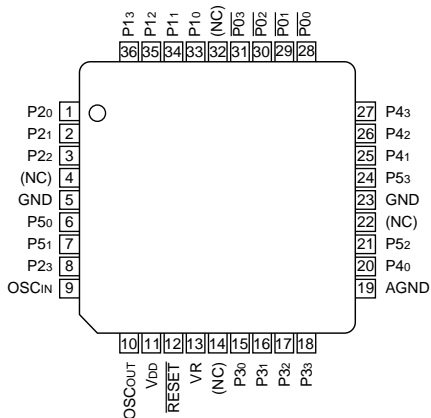 P13 P12 P11 P10 (NC) P03 P02 P01 P00
36 35 34 33 32 31 30 29 28
P20 1
P21 2
P22 3
(NC) 4
GND 5
P50 6
P51 7
P23 8
OSCIN 9
27 P43
26 P42
25 P41
24 P53
23 GND
22 (NC)
21 P52
20 P40
19 AGND
10 11 12 13 14 15 16 17 18
OSCOUT VDD RESET VR (NC) P30 P31 P32 P33